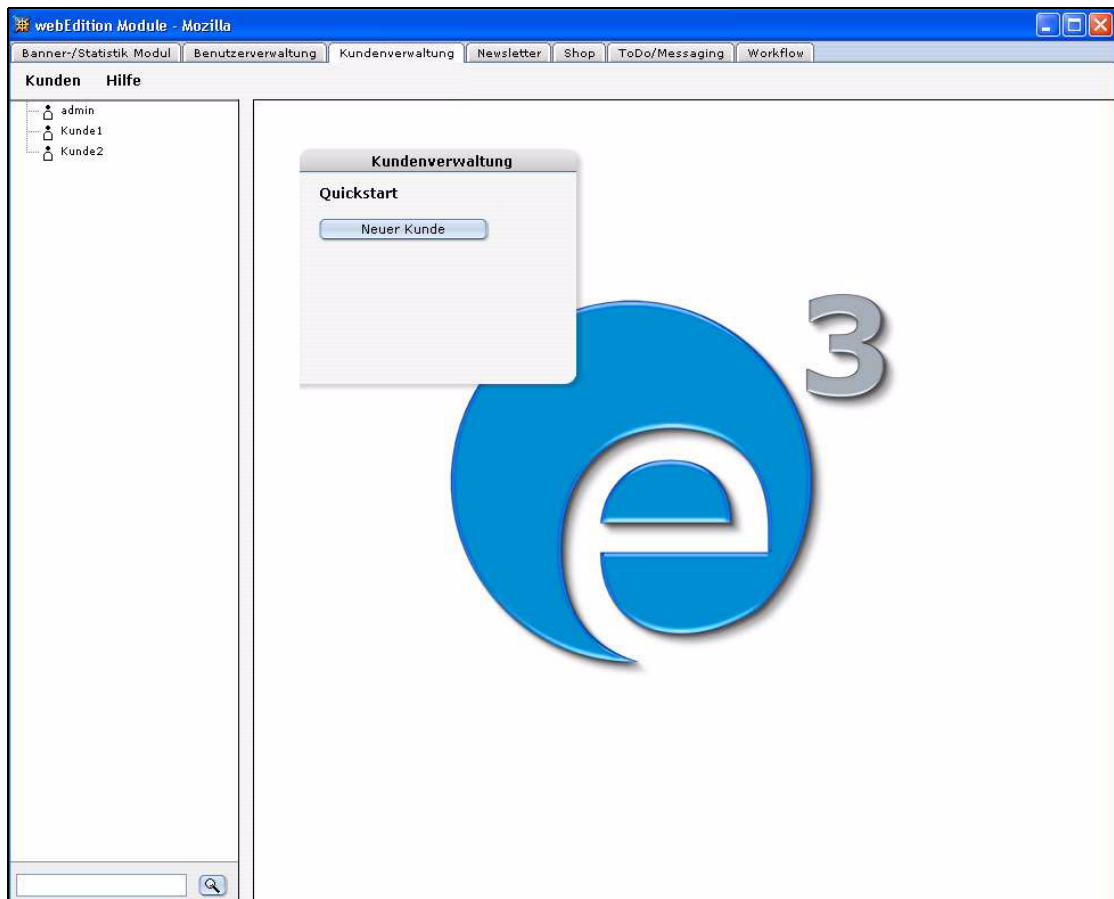 webEdition Module - Mozilla
Banner-/Statistik Modul Benutzerverwaltung Kundenverwaltung Newsletter Shop ToDo/Messaging Workflow
Kunden Hilfe
admin
Kunde1
Kunde2
Kundenverwaltung
Quickstart
Neuer Kunde
e 3